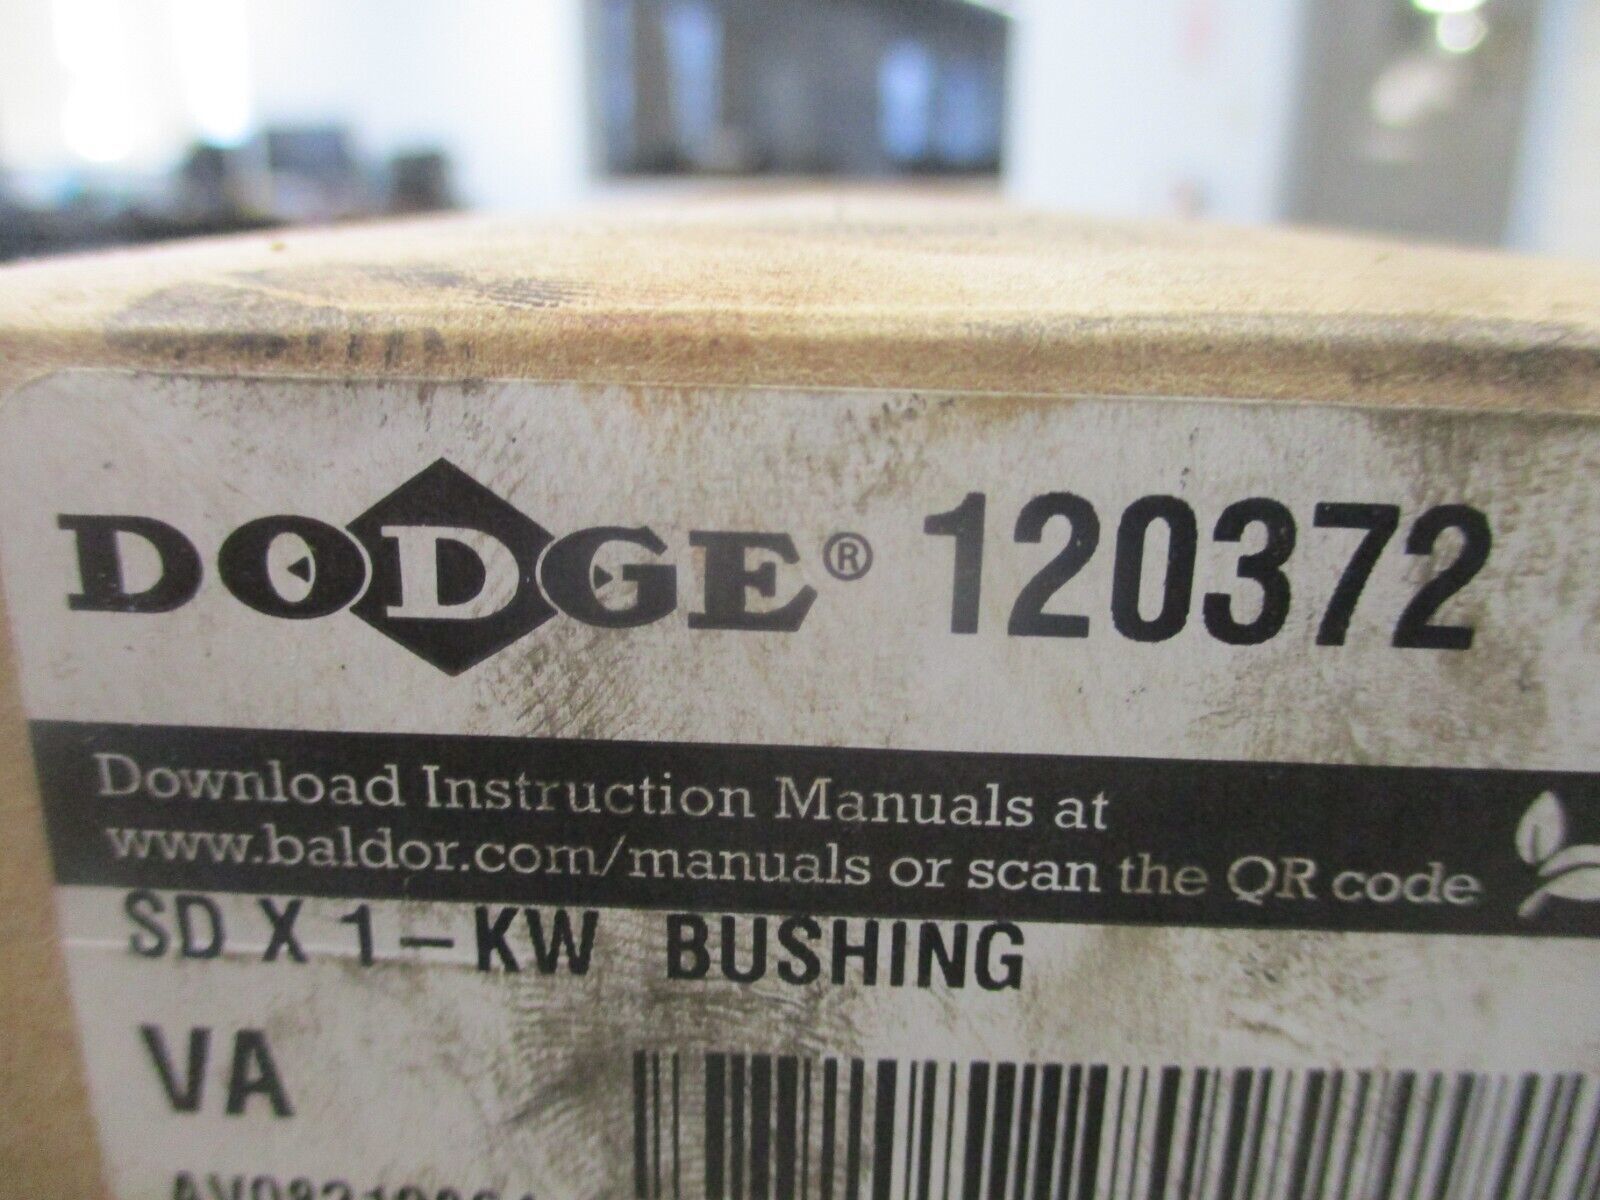 DODGE® 120372
Download Instruction Manuals at
www.baldor.com/manuals or scan the QR code
SD X 1-KW BUSHING
VA